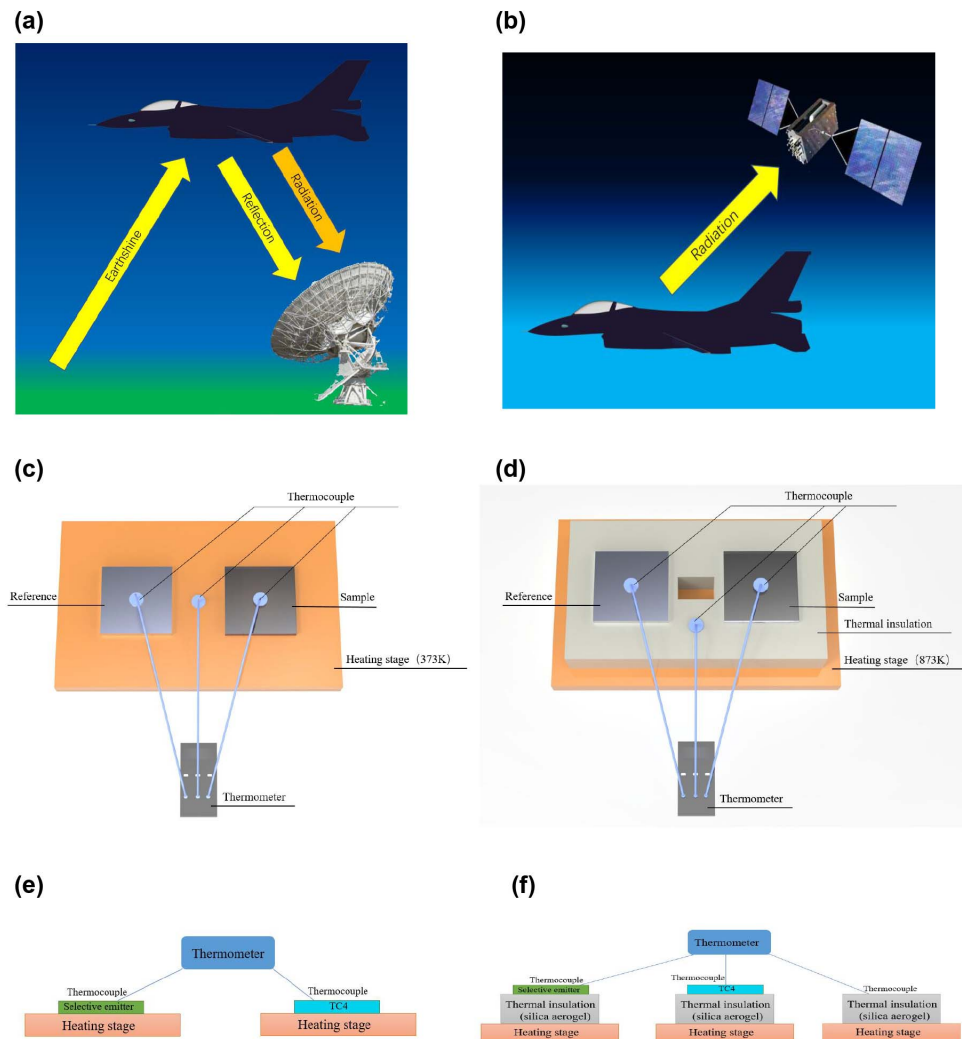 (a)
(b)
Earthshine
Reflection
Radiation
Radiation
(c)
(d)
Thermocouple
Reference
Sample
Heating stage (373K)
Thermometer
Thermocouple
Reference
Sample
Thermal insulation
Heating stage (873K)
Thermometer
(e)
(f)
Thermometer
Thermocouple
Selective emitter
Heating stage
Thermocouple
TC4
Heating stage
Thermometer
Thermocouple
Selective emitter
Thermal insulation
(silica aerogel)
Heating stage
Thermocouple
TC4
Thermal insulation
(silica aerogel)
Heating stage
Thermocouple
Thermal insulation
(silica aerogel)
Heating stage